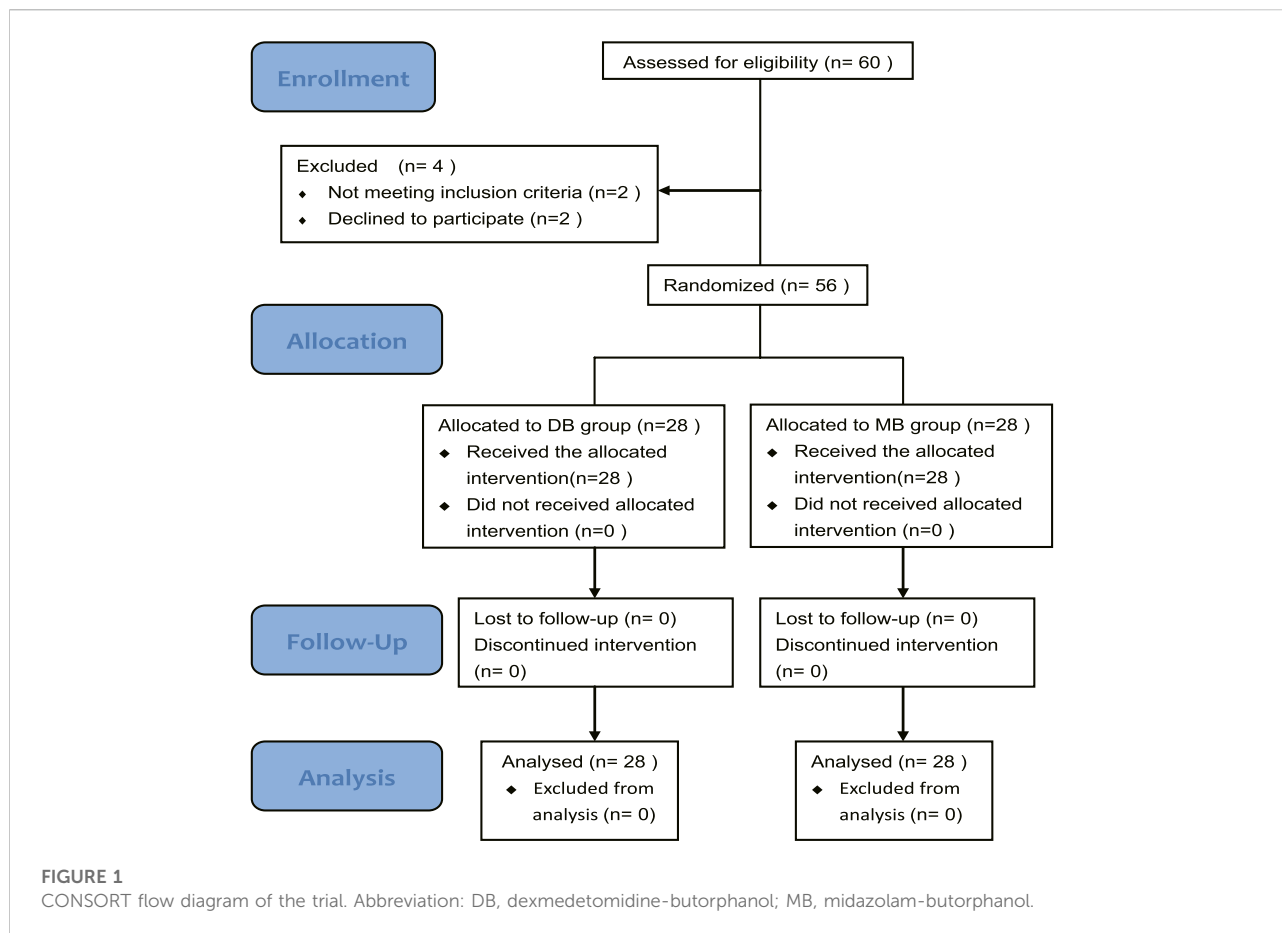 Enrollment
Assessed for eligibility (n= 60 )
Excluded (n= 4 )
⬥ Not meeting inclusion criteria (n=2 )
⬥ Declined to participate (n=2 )
Randomized (n= 56 )
Allocation
Allocated to DB group (n=28 )
⬥ Received the allocated
intervention(n=28 )
⬥ Did not received allocated
intervention (n=0 )
Allocated to MB group (n=28 )
⬥ Received the allocated
intervention(n=28 )
⬥ Did not received allocated
intervention (n=0 )
Follow-Up
Lost to follow-up (n= 0)
Discontinued intervention
(n= 0)
Lost to follow-up (n= 0)
Discontinued intervention
(n= 0)
Analysis
Analysed (n= 28 )
⬥ Excluded from
analysis (n= 0)
Analysed (n= 28 )
⬥ Excluded from
analysis (n= 0)
FIGURE 1
CONSORT flow diagram of the trial. Abbreviation: DB, dexmedetomidine-butorphanol; MB, midazolam-butorphanol.